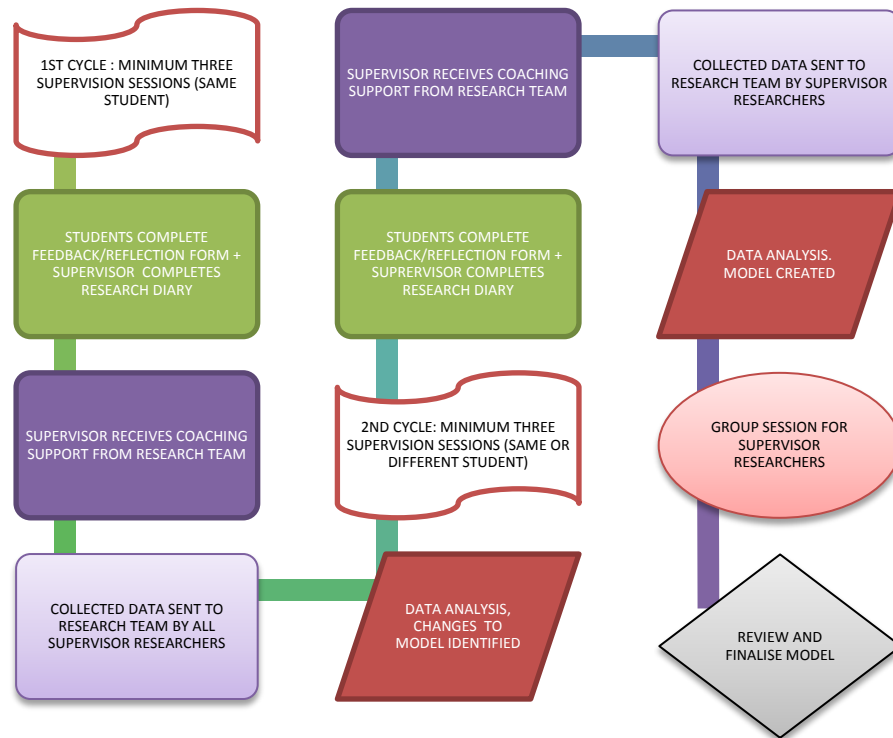 1ST CYCLE : MINIMUM THREE
SUPERVISION SESSIONS (SAME
STUDENT)
STUDENTS COMPLETE
FEEDBACK/REFLECTION FORM +
SUPERVISOR  COMPLETES
RESEARCH DIARY
SUPERVISOR RECEIVES COACHING
SUPPORT FROM RESEARCH TEAM
COLLECTED DATA SENT TO
RESEARCH TEAM BY ALL
SUPERVISOR RESEARCHERS
DATA ANALYSIS,
CHANGES  TO
MODEL IDENTIFIED
2ND CYCLE: MINIMUM THREE
SUPERVISION SESSIONS (SAME OR
DIFFERENT STUDENT)
STUDENTS COMPLETE
FEEDBACK/REFLECTION FORM +
SUPRERVISOR COMPLETES
RESEARCH DIARY
SUPERVISOR RECEIVES COACHING
SUPPORT FROM RESEARCH TEAM
COLLECTED DATA SENT TO
RESEARCH TEAM BY SUPERVISOR
RESEARCHERS
DATA ANALYSIS.
MODEL CREATED
GROUP SESSION FOR
SUPERVISOR
RESEARCHERS
REVIEW AND
FINALISE MODEL